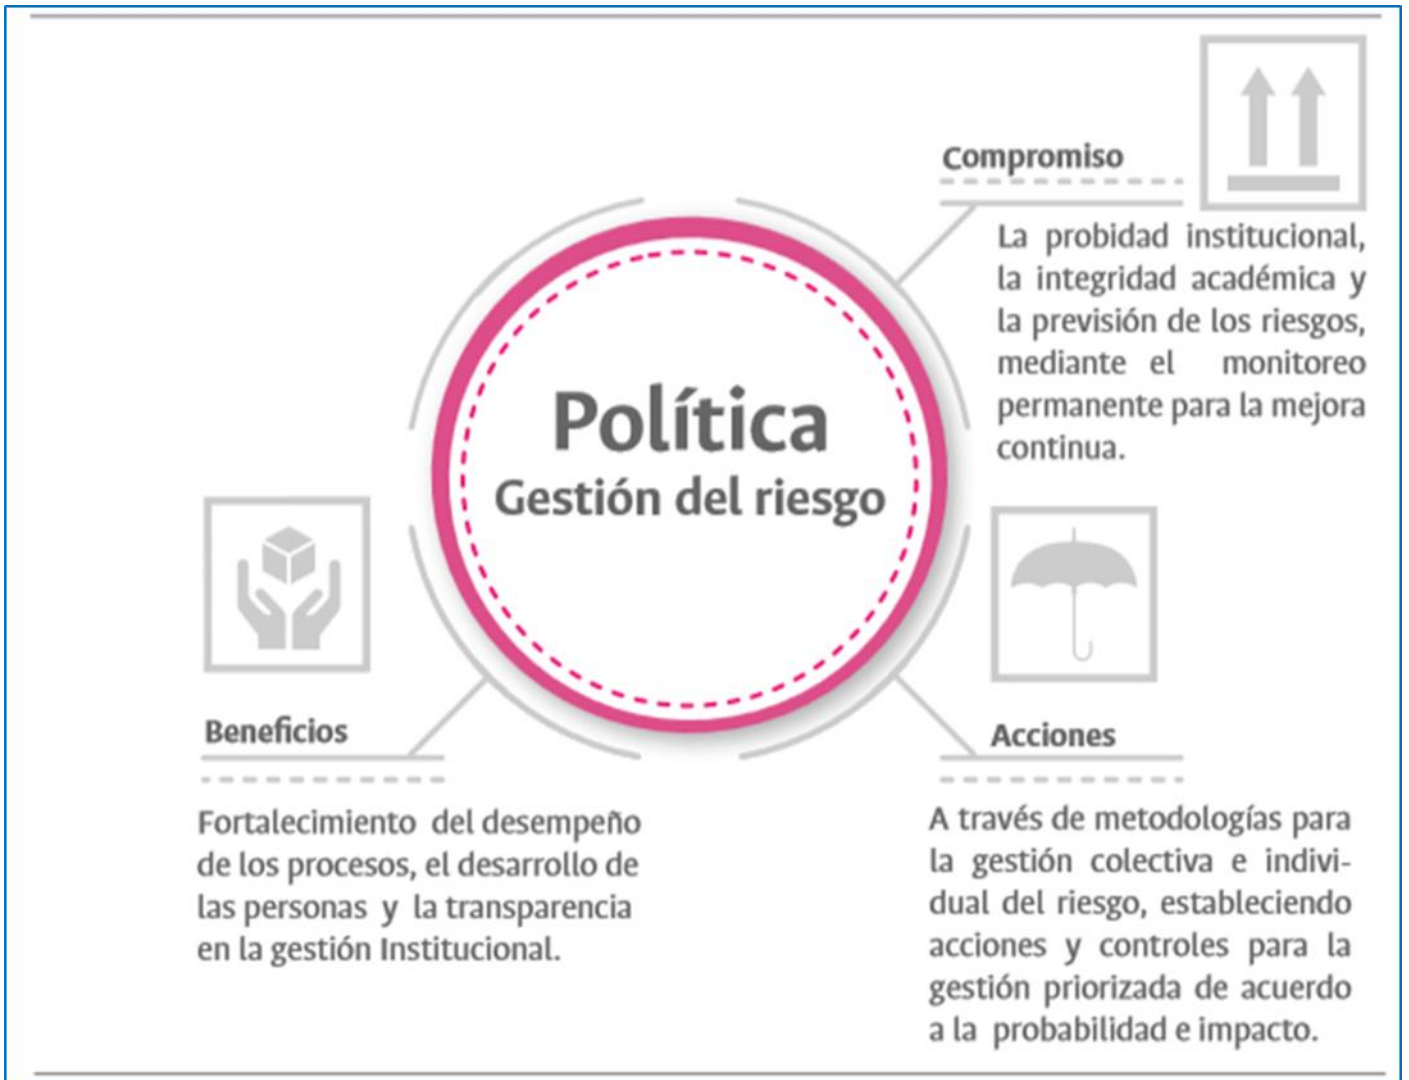 Compromiso
La probidad institucional,
la integridad académica y
la previsión de los riesgos,
mediante el monitoreo
permanente para la mejora
continua.
Política
Gestión del riesgo
Beneficios
Fortalecimiento del desempeño
de los procesos, el desarrollo de
las personas y la transparencia
en la gestión Institucional.
Acciones
A través de metodologías para
la gestión colectiva e indivi-
dual del riesgo, estableciendo
acciones y controles para la
gestión priorizada de acuerdo
a la probabilidad e impacto.